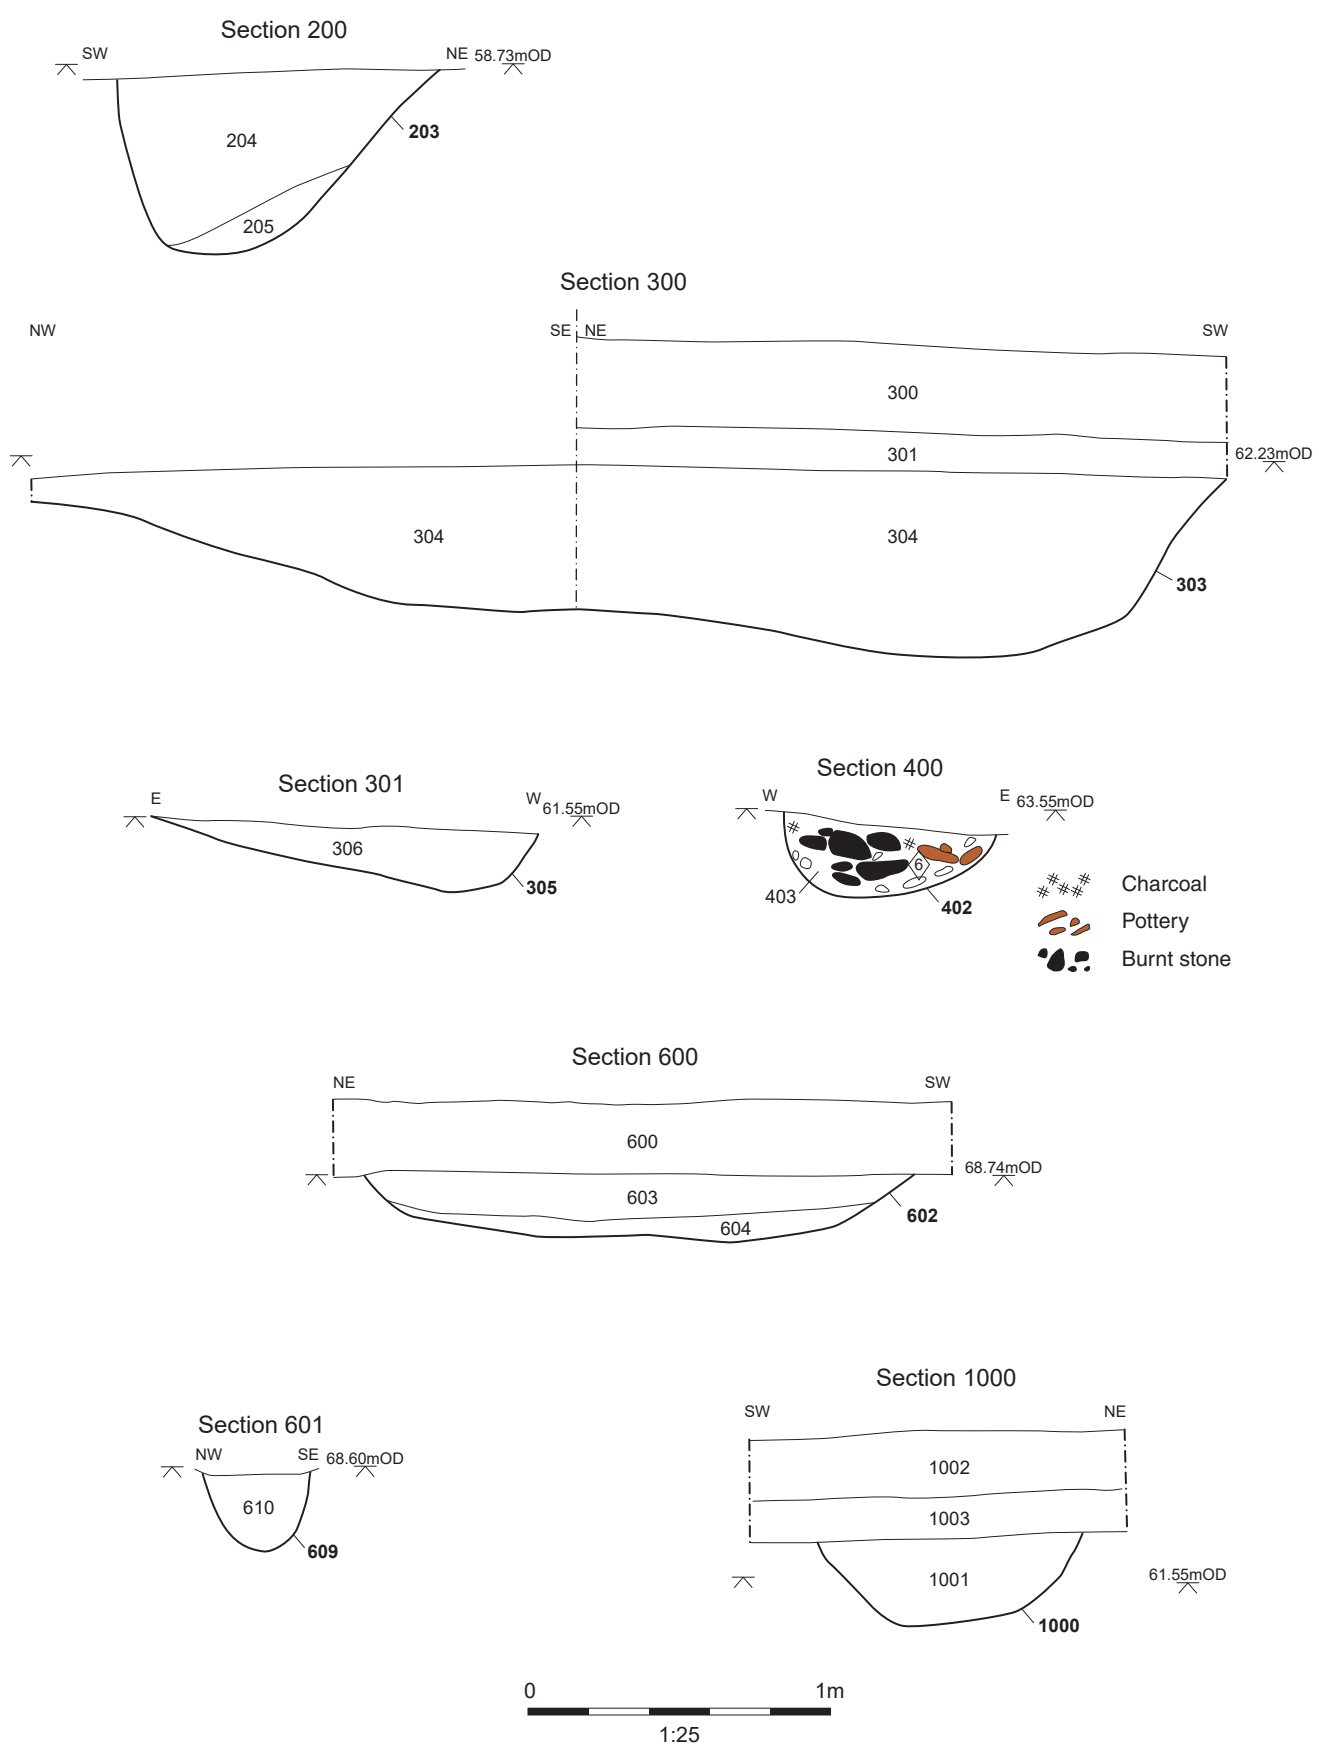 Section 200
SW NE 58.73mOD
204
203
205
Section 300
NW SE NE SW
300
301
62.23mOD
304 304
303
Section 301
E W 61.55mOD
306
305
Section 400
W E 63.55mOD
6
403
402
Charcoal
Pottery
Burnt stone
Section 600
NE SW
600
68.74mOD
603
602
604
Section 601
NW SE 68.60mOD
610
609
Section 1000
SW NE
1002
1003
1001
61.55mOD
1000
0 1m
1:25